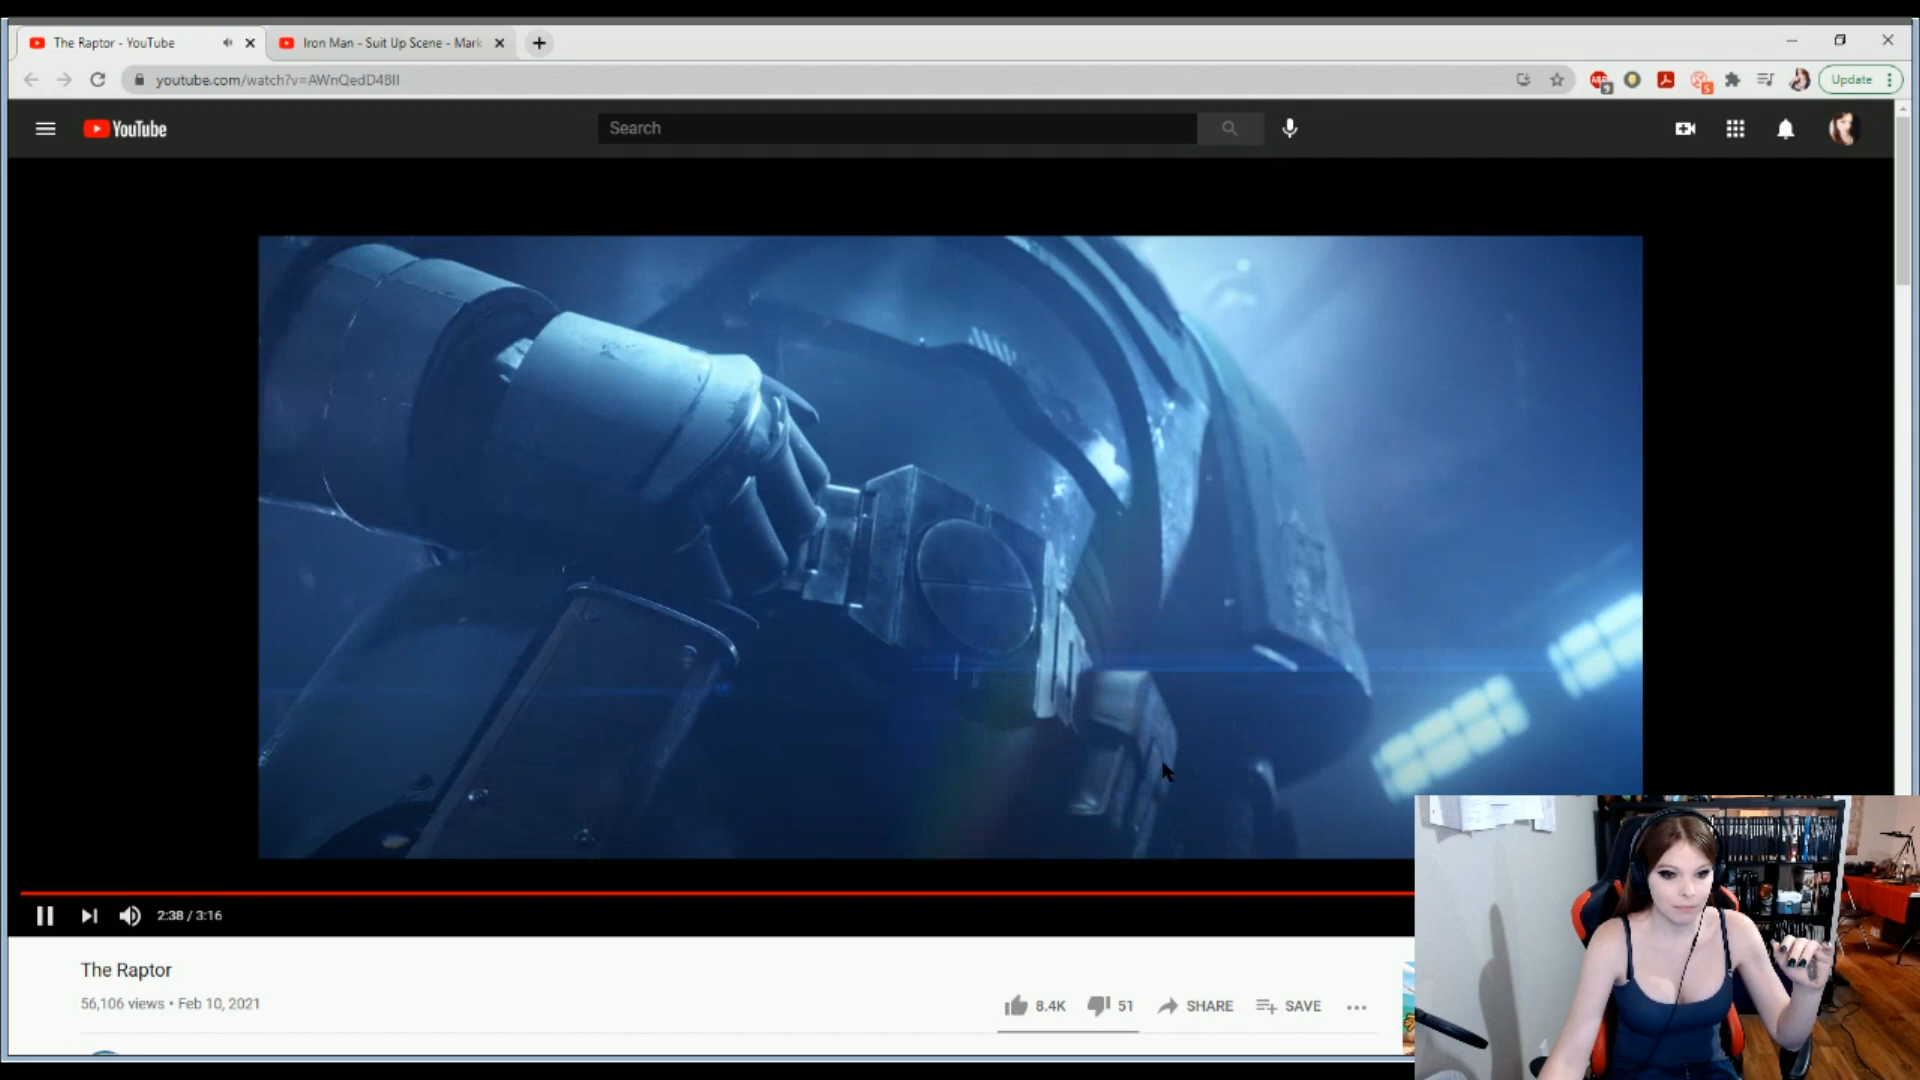 The Raptor - YouTube
Iron Man - Suit Up Scene - Mark
youtube.com/watch?v=AWnQedD4BII
Update
YouTube
Search
2:38 / 3:16
The Raptor
56,106 views • Feb 10, 2021
8.4K
51
SHARE
SAVE